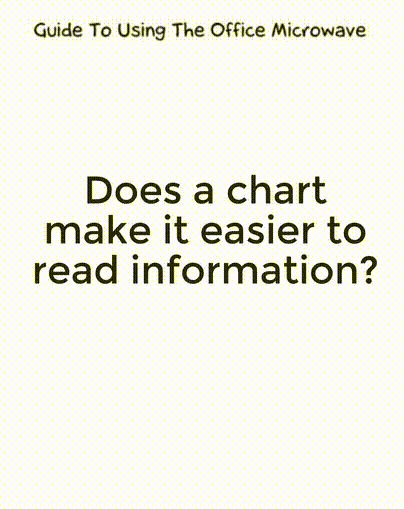 Guide To Using The Office Microwave
Does a chart
make it easier to
read information?